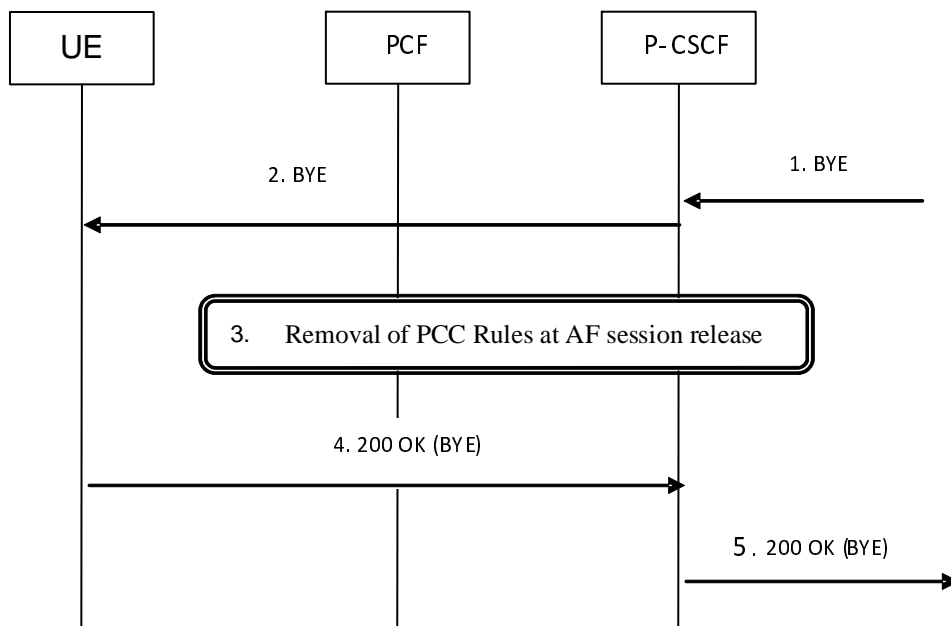 UE
PCF
P-CSCF
1. BYE
2. BYE
3. Removal of PCC Rules at AF session release
4. 200 OK (BYE)
5. 200 OK (BYE)